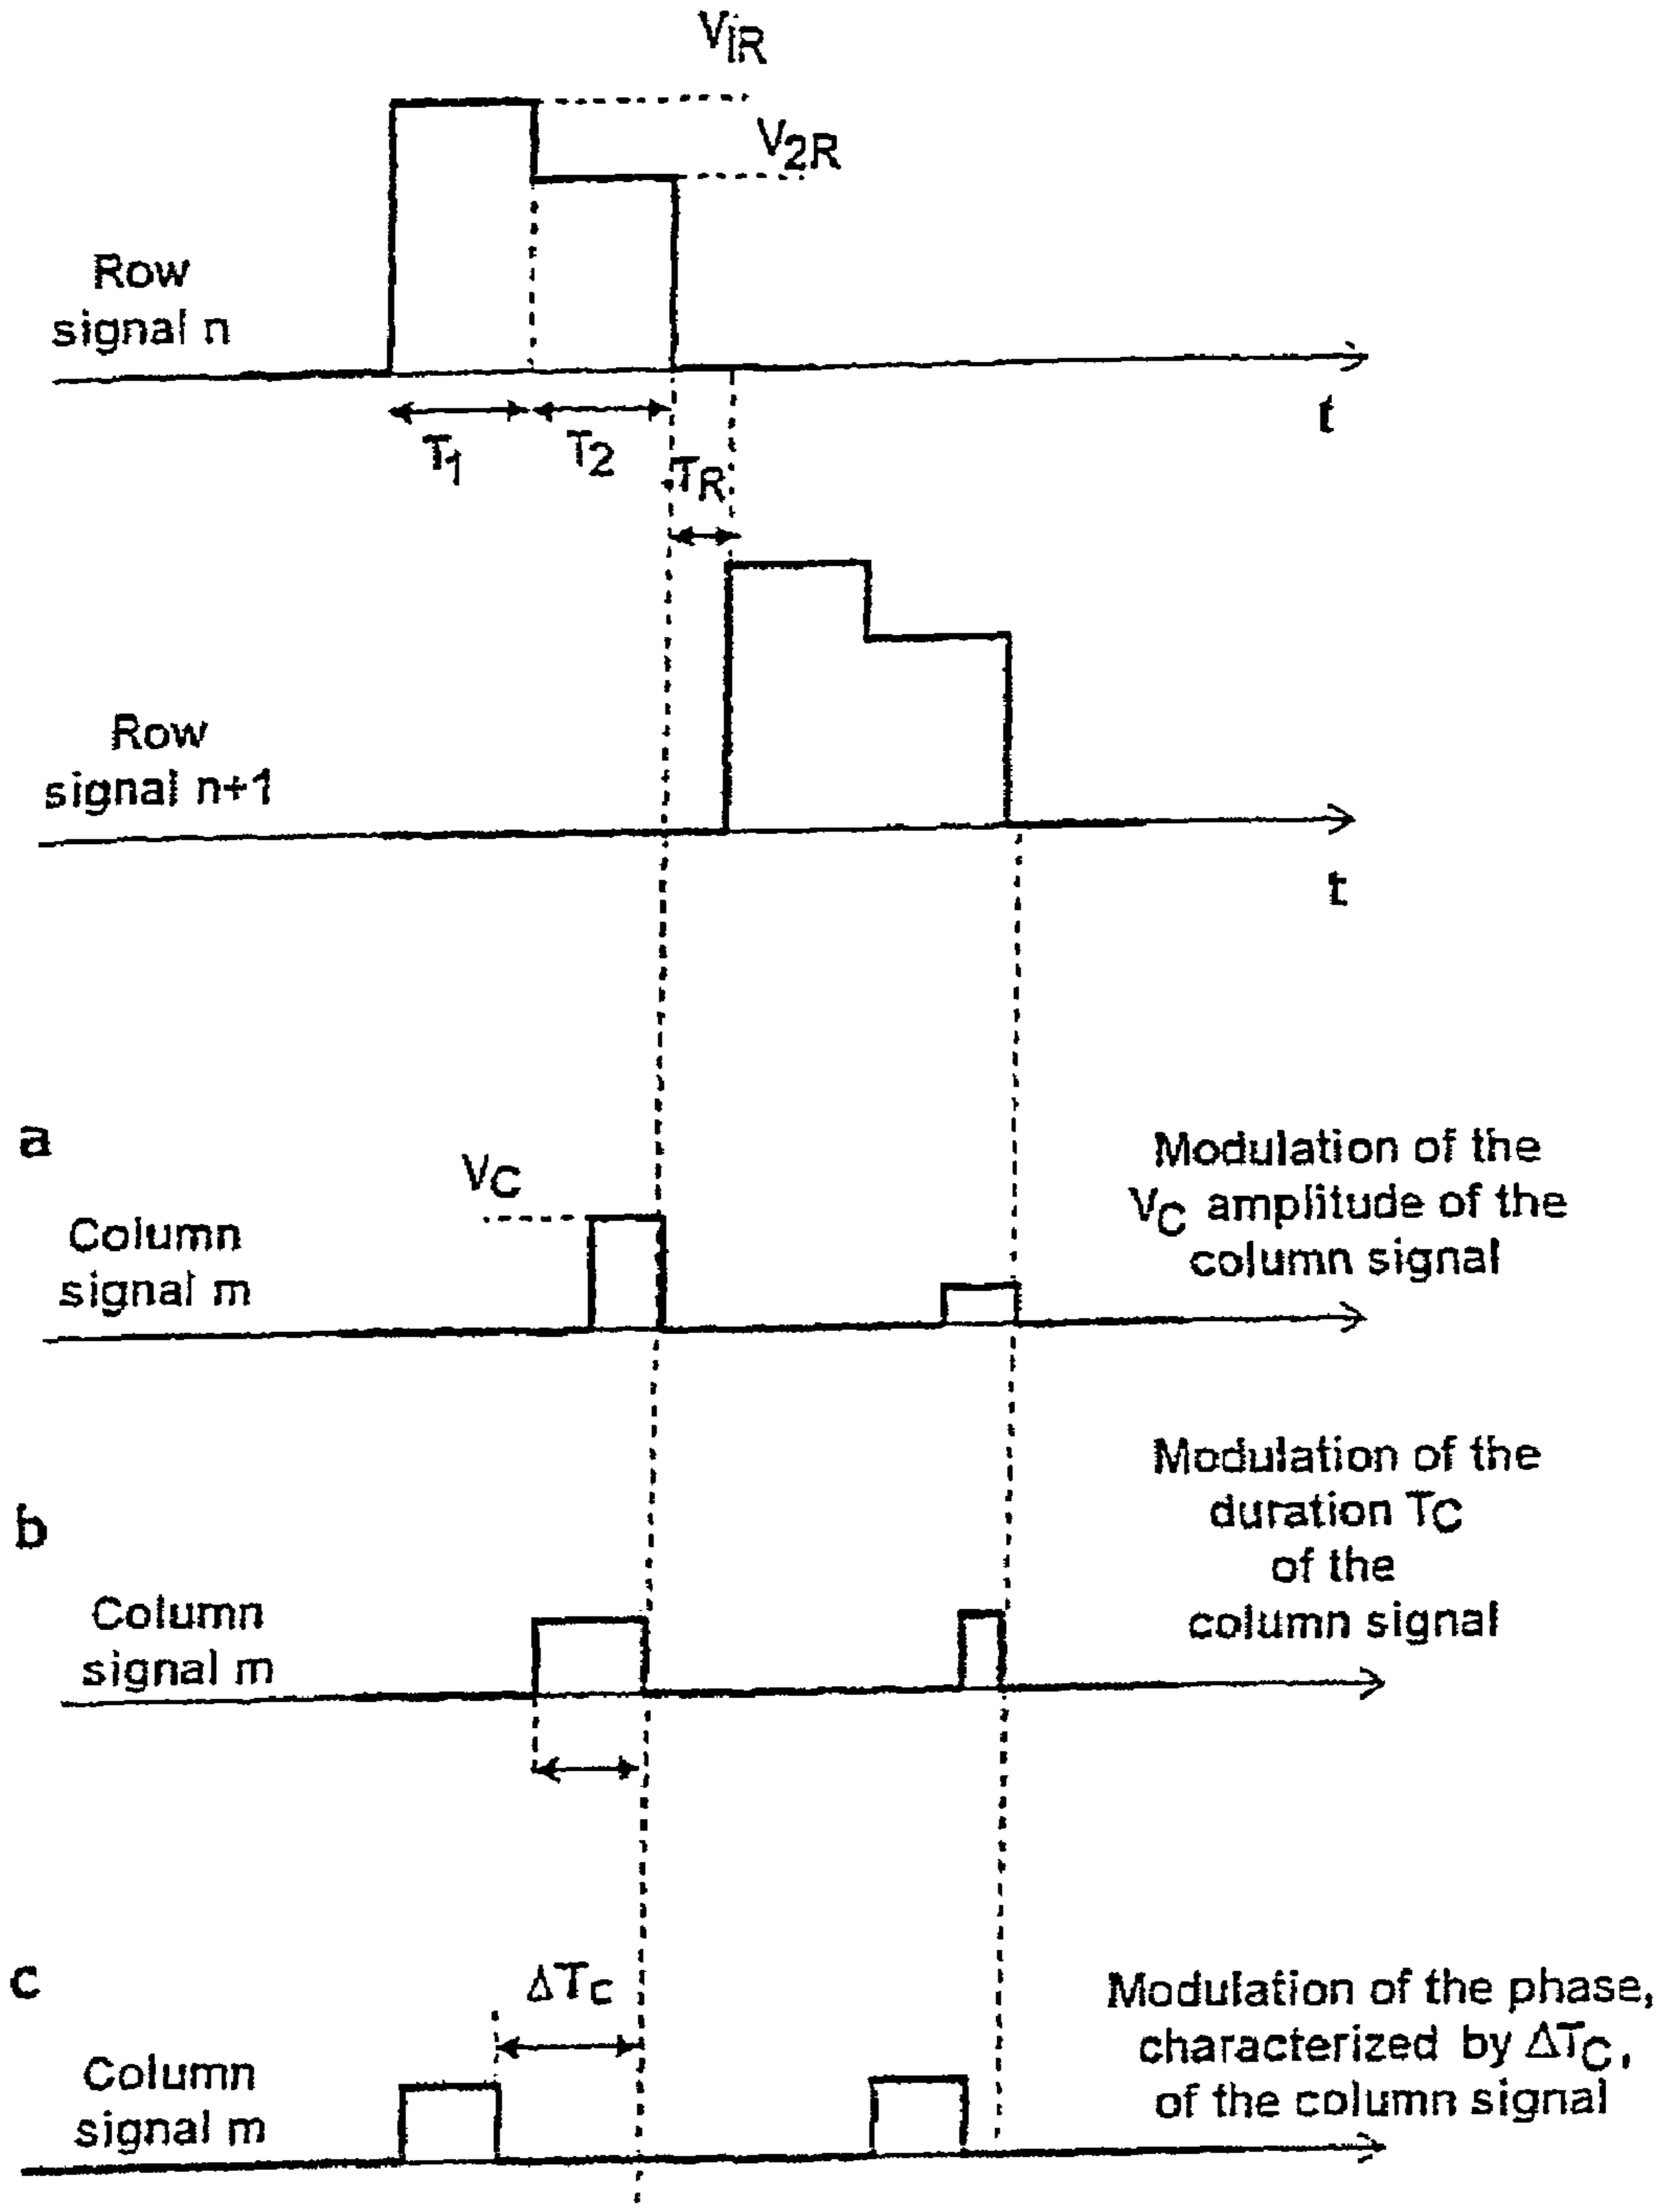 V1R
V2R
Row
signal n
t
T1
T2
TR
Row
signal n+1
t
a
VC
Column
signal m
Modulation of the
VC amplitude of the
column signal
b
Column
signal m
Modulation of the
duration TC
of the
column signal
c
ΔTC
Column
signal m
Modulation of the phase,
characterized by ΔTC,
of the column signal